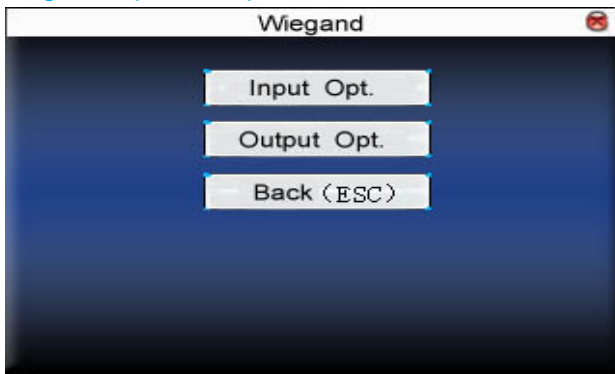 Wiegand
Input Opt.
Output Opt.
Back（ESC）